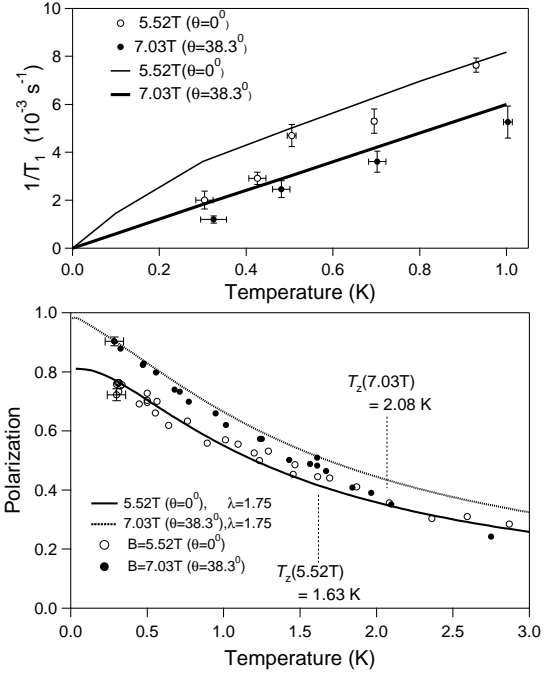 10
8
6
4
2
0
1/T₁ (10⁻³ s⁻¹)
5.52T (θ=0⁰)
7.03T (θ=38.3⁰)
5.52T(θ=0⁰)
7.03T (θ=38.3⁰)
0.0 0.2 0.4 0.6 0.8 1.0
Temperature (K)
1.0
0.8
0.6
0.4
0.2
0.0
Polarization
T_z(7.03T)
= 2.08 K
5.52T (θ=0⁰), λ=1.75
7.03T (θ=38.3⁰),λ=1.75
B=5.52T (θ=0⁰)
B=7.03T (θ=38.3⁰)
T_z(5.52T)
= 1.63 K
0.0 0.5 1.0 1.5 2.0 2.5 3.0
Temperature (K)